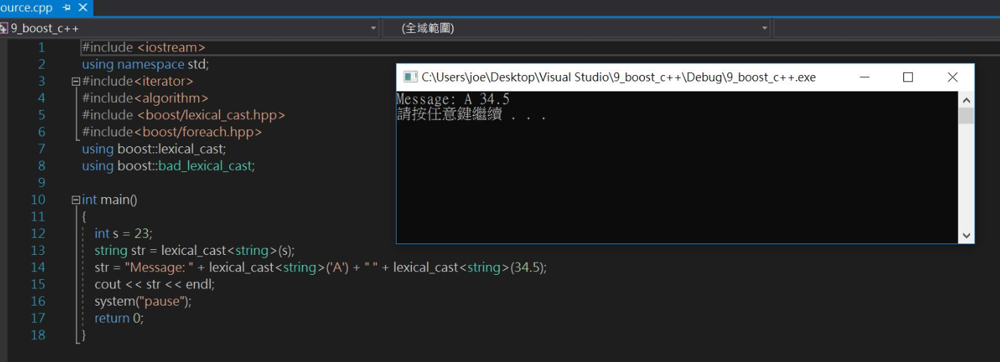 ource.cpp
9_boost_c++
(全域範圍)
1 #include <iostream>
2 using namespace std;
3 #include<iterator>
4 #include<algorithm>
5 #include <boost/lexical_cast.hpp>
6 #include<boost/foreach.hpp>
7 using boost::lexical_cast;
8 using boost::bad_lexical_cast;
9
10 int main()
11 {
12 int s = 23;
13 string str = lexical_cast<string>(s);
14 str = "Message: " + lexical_cast<string>('A') + " " + lexical_cast<string>(34.5);
15 cout << str << endl;
16 system("pause");
17 return 0;
18 }
C:\Users\joe\Desktop\Visual Studio\9_boost_c++\Debug\9_boost_c++.exe
Message: A 34.5
請按任意鍵繼續 . . .